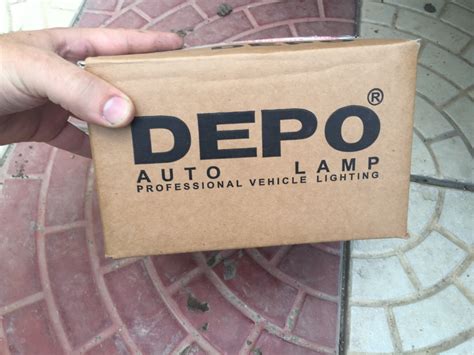 DEPO®
AUTO LAMP
PROFESSIONAL VEHICLE LIGHTING